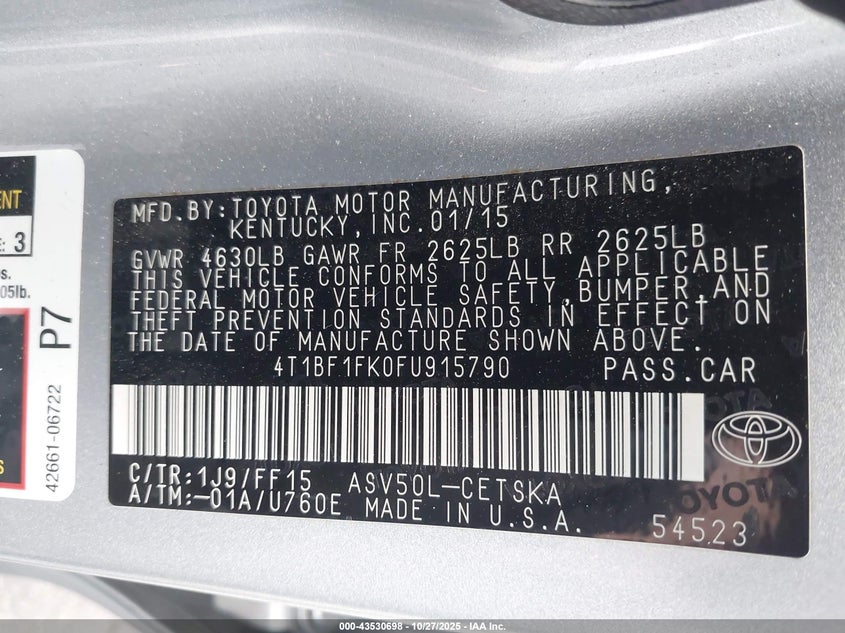 MFD.BY:TOYOTA MOTOR MANUFACTURING,
KENTUCKY, INC.01/15
GVWR 4630LB GAWR FR 2625LB RR 2625LB
THIS VEHICLE CONFORMS TO ALL APPLICABLE
FEDERAL MOTOR VEHICLE SAFETY,BUMPER,AND
THEFT PREVENTION STANDARDS IN EFFECT ON
THE DATE OF MANUFACTURE SHOWN ABOVE.
4T1BF1FK0FU915790 PASS.CAR
C/TR:1J9/FF15 ASV50L-CETSKA
A/TM:-01A/U760E MADE IN U.S.A.
54523
TOYOTA
ENT
E: 3
05lb.
P7
42661-06722
000-43530698 - 10/27/2025 - IAA Inc.